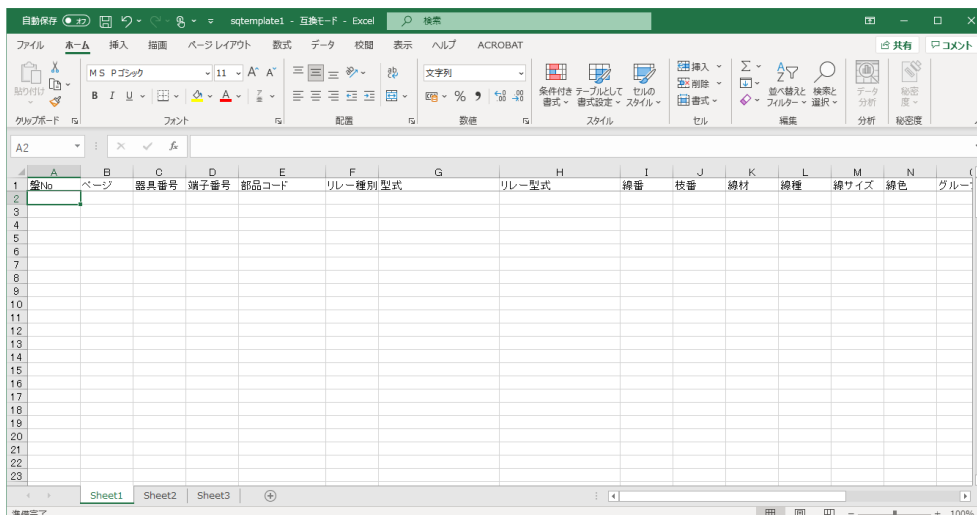 自動保存 オフ sqtemplate1 - 互換モード - Excel 検索
ファイル ホーム 挿入 描画 ページ レイアウト 数式 データ 校閲 表示 ヘルプ ACROBAT 共有 コメント
貼り付け
ＭＳ Ｐゴシック 11 A A
B I U A
文字列
% 9
条件付き書式 テーブルとして書式設定 セルのスタイル
挿入
削除
書式
Σ
並べ替えとフィルター 検索と選択
データ分析
秘密度
クリップボード フォント 配置 数値 スタイル セル 編集 分析 秘密度
A2 fx
A B C D E F G H I J K L M N
1 盤No ページ 器具番号 端子番号 部品コード リレー種別 型式 リレー型式 線番 枝番 線材 線種 線サイズ 線色
2
3
4
5
6
7
8
9
10
11
12
13
14
15
16
17
18
19
20
21
22
23
Sheet1 Sheet2 Sheet3
準備完了 100%